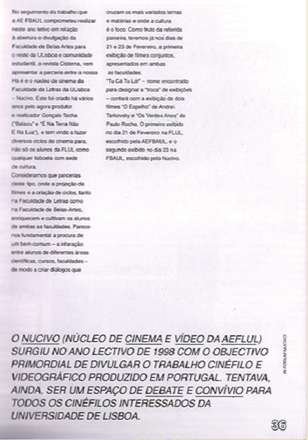 No seguimento do trabalho que
a AE FBAUL comprometeu realizar
neste ano letivo em relação
à abertura e divulgação da
Faculdade de Belas-Artes para
o resto da ULisboa e comunidade
estudantil, a revista Cisterna, vem
apresentar a parceria entre a nossa
AE e o núcleo de cinema da
Faculdade de Letras da ULisboa
– Nucivo. Este foi criado há vários
anos pelo agora produtor
e realizador Gonçalo Tocha
("Balaou" e "É Na Terra Não
É Na Lua"), e tem vindo a fazer
diversos ciclos de cinema para,
não só os alunos da FLUL como
qualquer lisboeta com sede
de cultura.
Consideramos que parcerias
deste tipo, onde a projeção de
filmes e a criação de ciclos, tanto
na Faculdade de Letras como
na Faculdade de Belas-Artes,
enriquecem e cultivam os alunos
de ambas as faculdades. Parece-
nos fundamental a procura de
um bem-comum – a interação
entre alunos de diferentes áreas
científicas, cursos, faculdades –
de modo a criar diálogos que
cruzam os mais variados temas
e matérias e onde a cultura
é o foco. Como fruto da referida
parceira, teremos já nos dias de
21 e 23 de Fevereiro, a primeira
exibição de filmes conjuntos,
apresentados em ambas
as faculdades.
"Tu Cá Tu Lá" – nome encontrado
para designar a "troca" de exibições
– contará com a exibição de dois
filmes "O Espelho" de Andrei
Tarkovsky e "Os Verdes Anos" de
Paulo Rocha. O primeiro exibido
no dia 21 de Fevereiro na FLUL,
escolhido pela AEFBAUL, e o
segundo exibido no dia 23 na
FBAUL, escolhido pelo Nucivo.
O NUCIVO (NÚCLEO DE CINEMA E VÍDEO DA AEFLUL)
SURGIU NO ANO LECTIVO DE 1998 COM O OBJECTIVO
PRIMORDIAL DE DIVULGAR O TRABALHO CINÉFILO E
VIDEOGRÁFICO PRODUZIDO EM PORTUGAL. TENTAVA,
AINDA, SER UM ESPAÇO DE DEBATE E CONVÍVIO PARA
TODOS OS CINÉFILOS INTERESSADOS DA
UNIVERSIDADE DE LISBOA.
IN FÓRUM NUCIVO
36